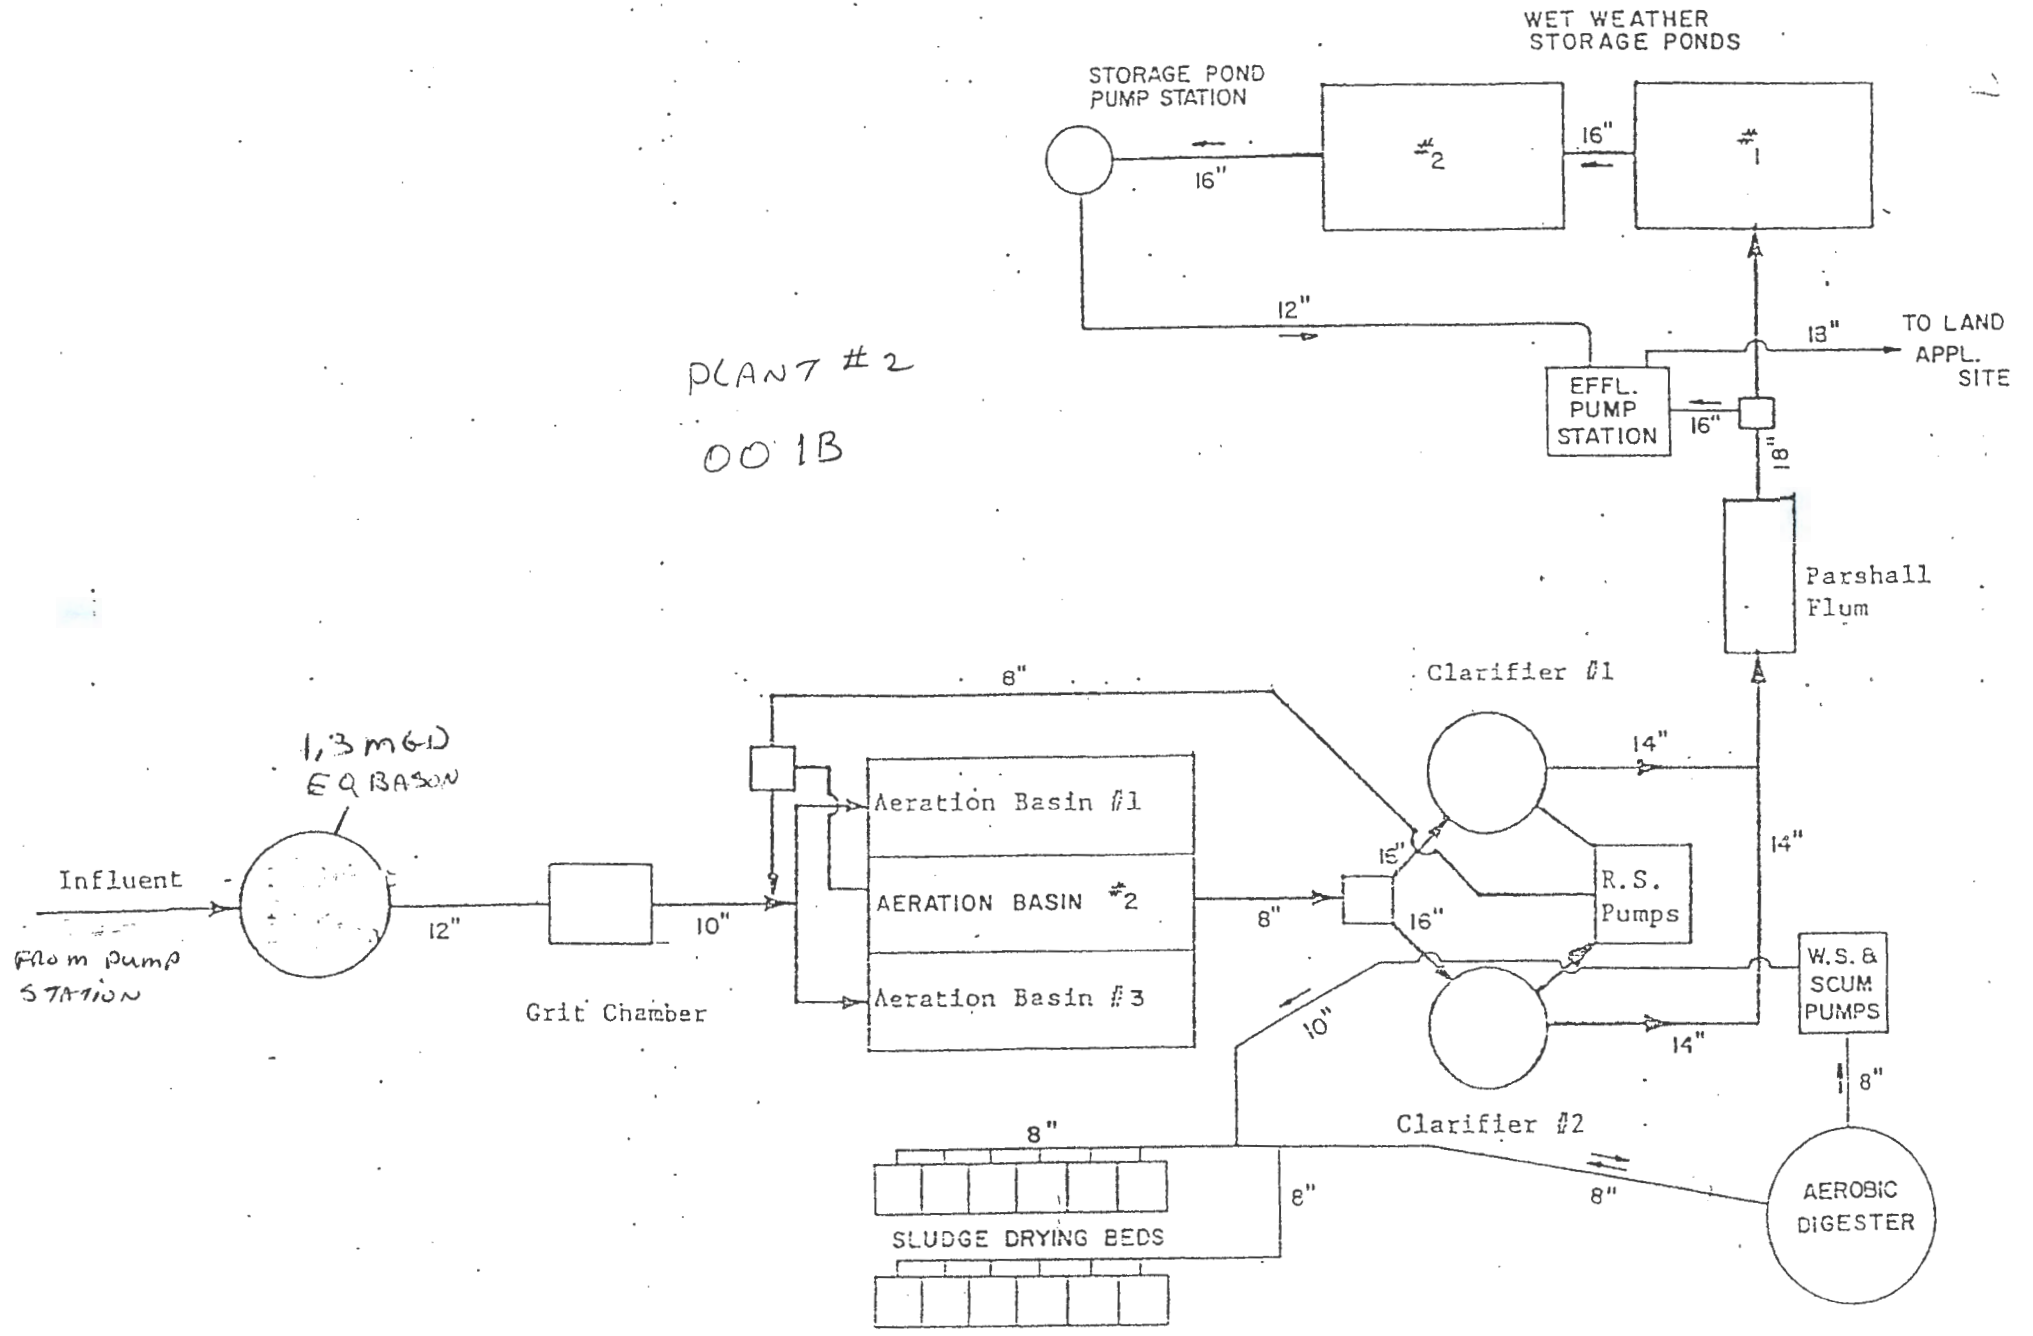 WET WEATHER
STORAGE PONDS
STORAGE POND
PUMP STATION
#2
16"
#1
16"
12"
18"
TO LAND
APPL.
SITE
PLANT #2
001B
EFFL.
PUMP
STATION
16"
18"
Parshall
Flum
Clarifier #1
8"
1,3 MGD
EQ BASON
14"
Aeration Basin #1
14"
Influent
12"
10"
AERATION BASIN #2
8"
16"
R.S.
Pumps
FROM PUMP
STATION
Grit Chamber
Aeration Basin #3
10"
14"
W.S. &
SCUM
PUMPS
8"
Clarifier #2
8"
8"
8"
AEROBIC
DIGESTER
SLUDGE DRYING BEDS